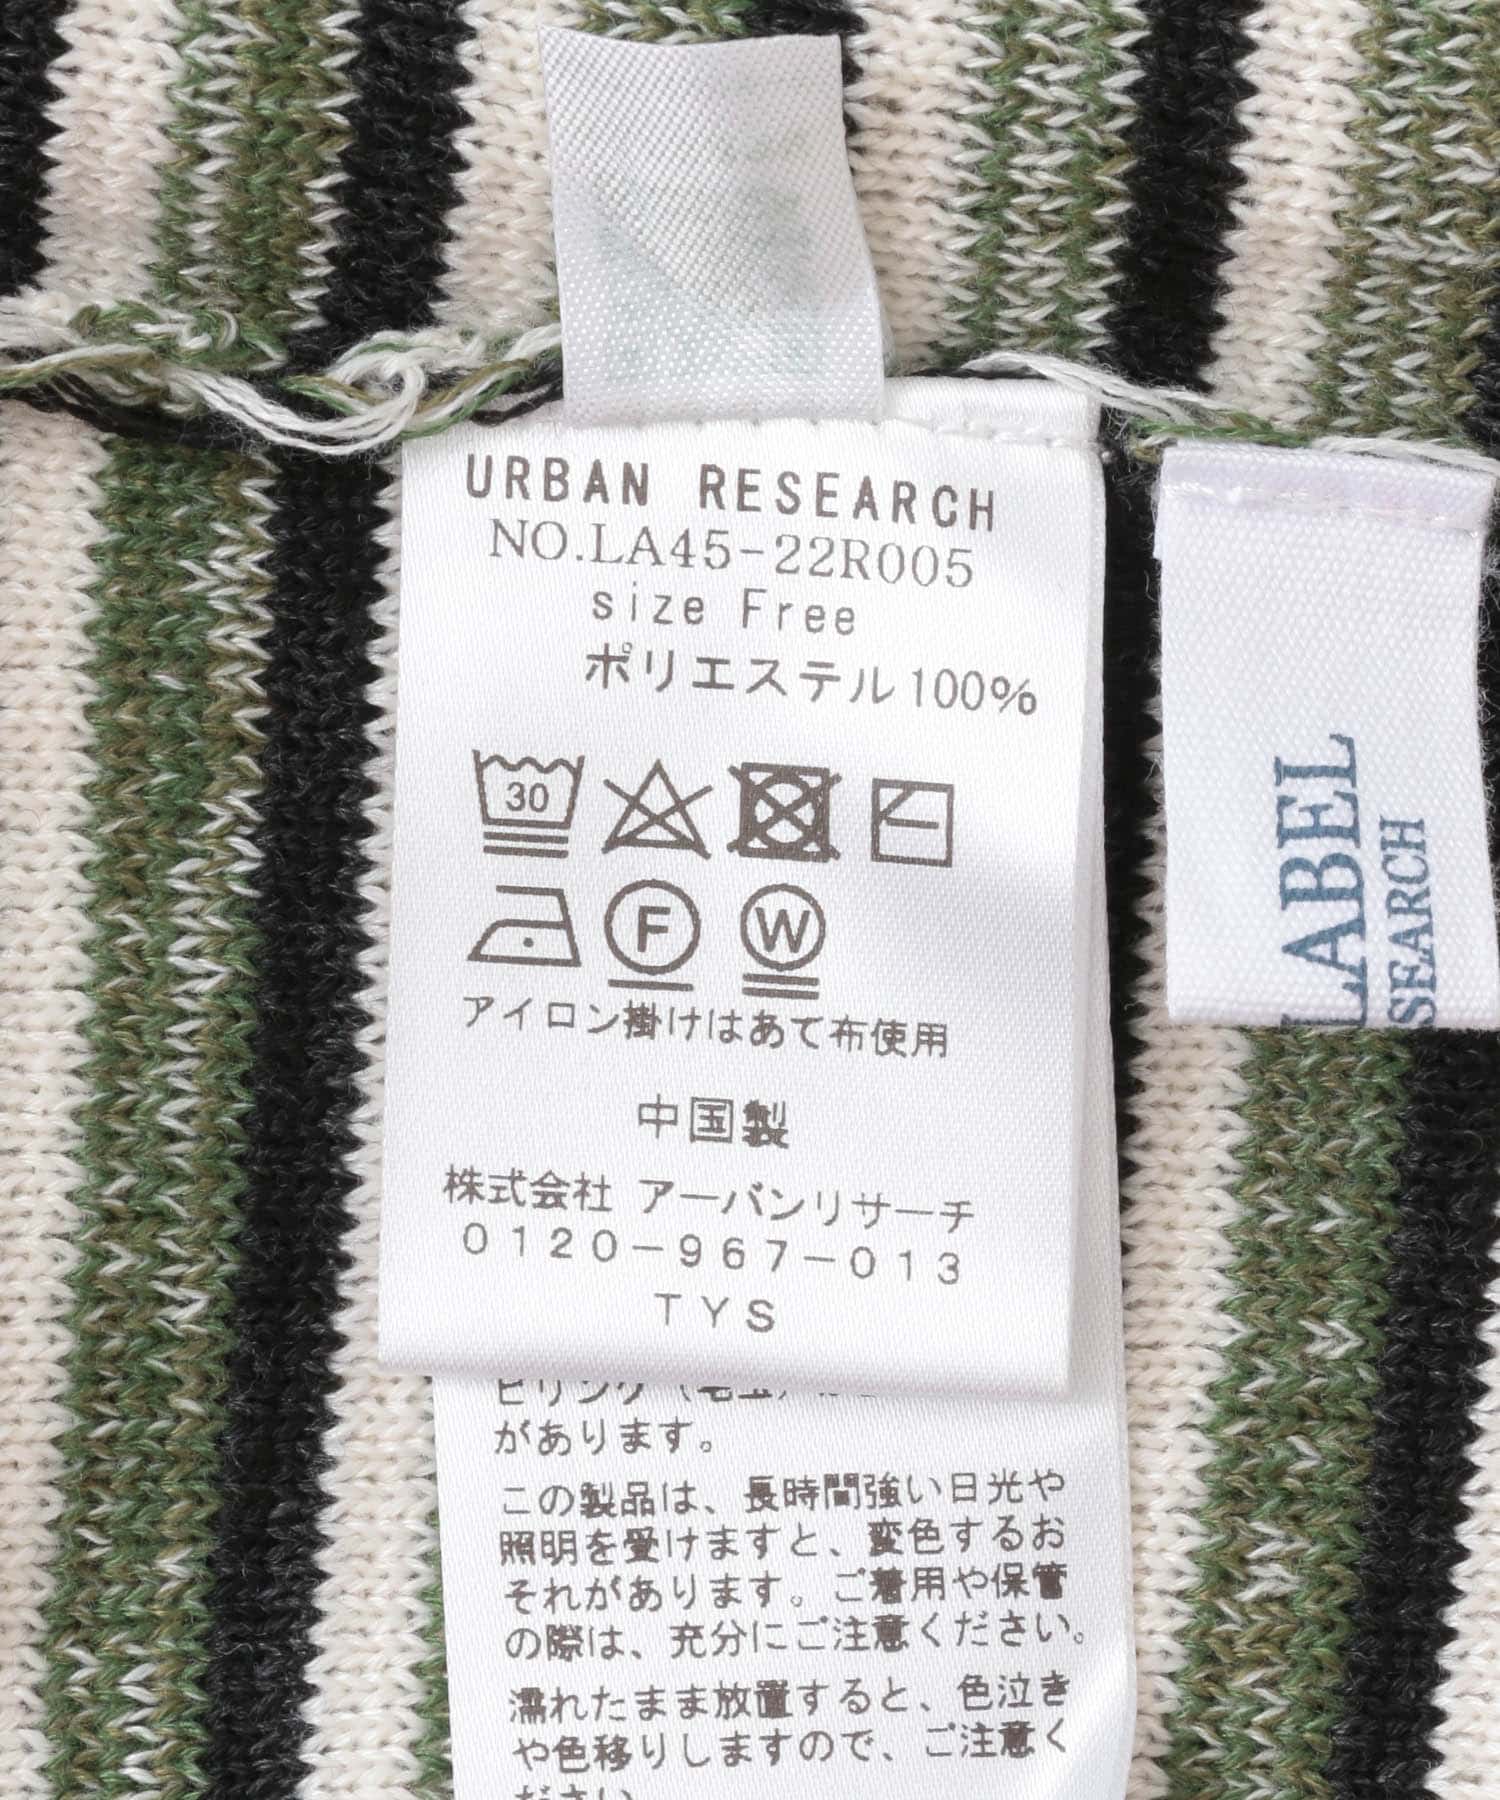 URBAN RESEARCH
NO.LA45-22R005
size Free
ポリエステル100%
30
F
W
アイロン掛けはあて布使用
中国製
株式会社 アーバンリサーチ
0120-967-013
TYS
があります。
この製品は、長時間強い日光や
照明を受けますと、変色するお
それがあります。ご着用や保管
の際は、充分にご注意ください。
濡れたまま放置すると、色泣き
や色移りしますので、ご注意く
ださい
LABEL
SEARCH